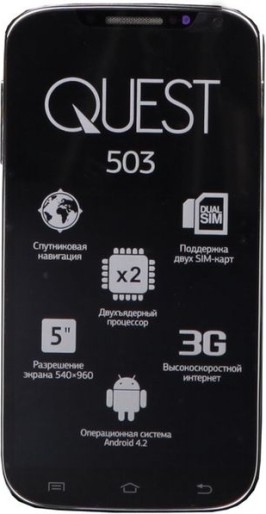 QUEST
503
Спутниковая
навигация
DUAL
SIM
Поддержка
двух SIM-карт
x2
Двухъядерный
процессор
5"
Разрешение
экрана 540×960
3G
Высокоскоростной
интернет
Операционная система
Android 4.2